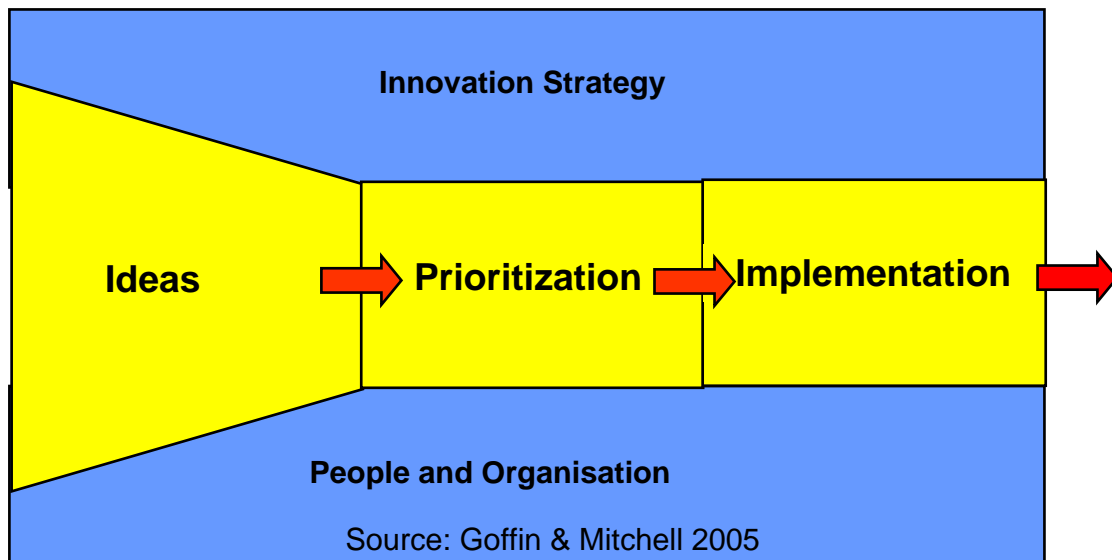 Innovation Strategy
Ideas
Prioritization
Implementation
People and Organisation
Source: Goffin & Mitchell 2005